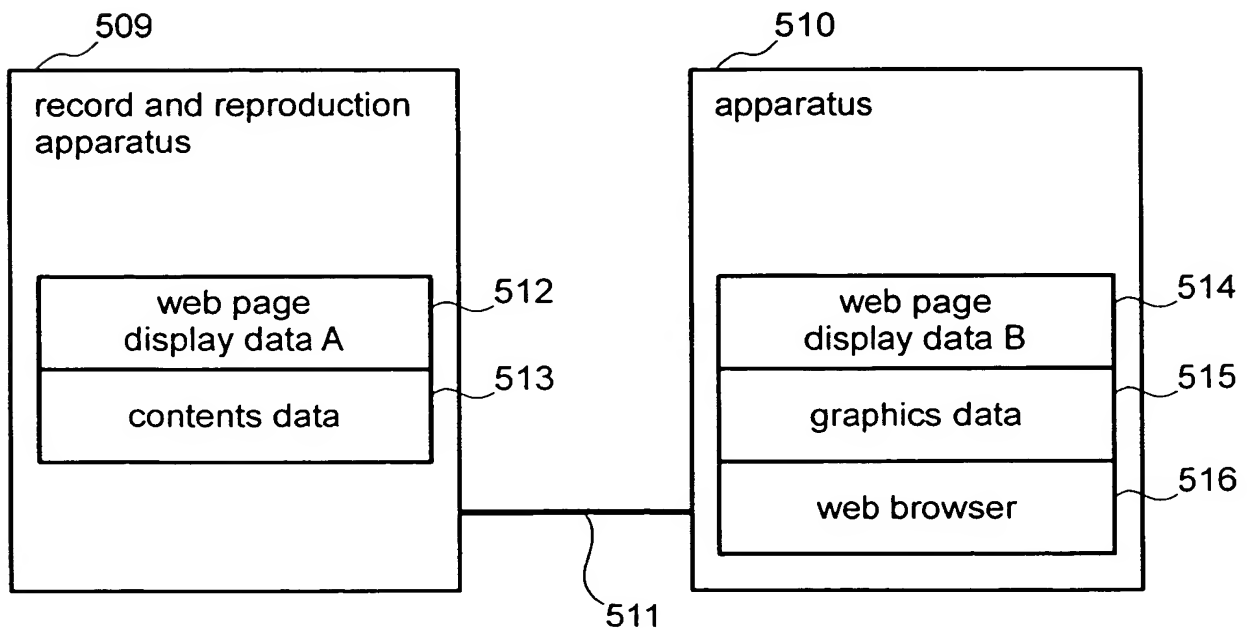 509
record and reproduction
apparatus
web page
display data A
512
contents data
513
510
apparatus
web page
display data B
514
graphics data
515
web browser
516
511